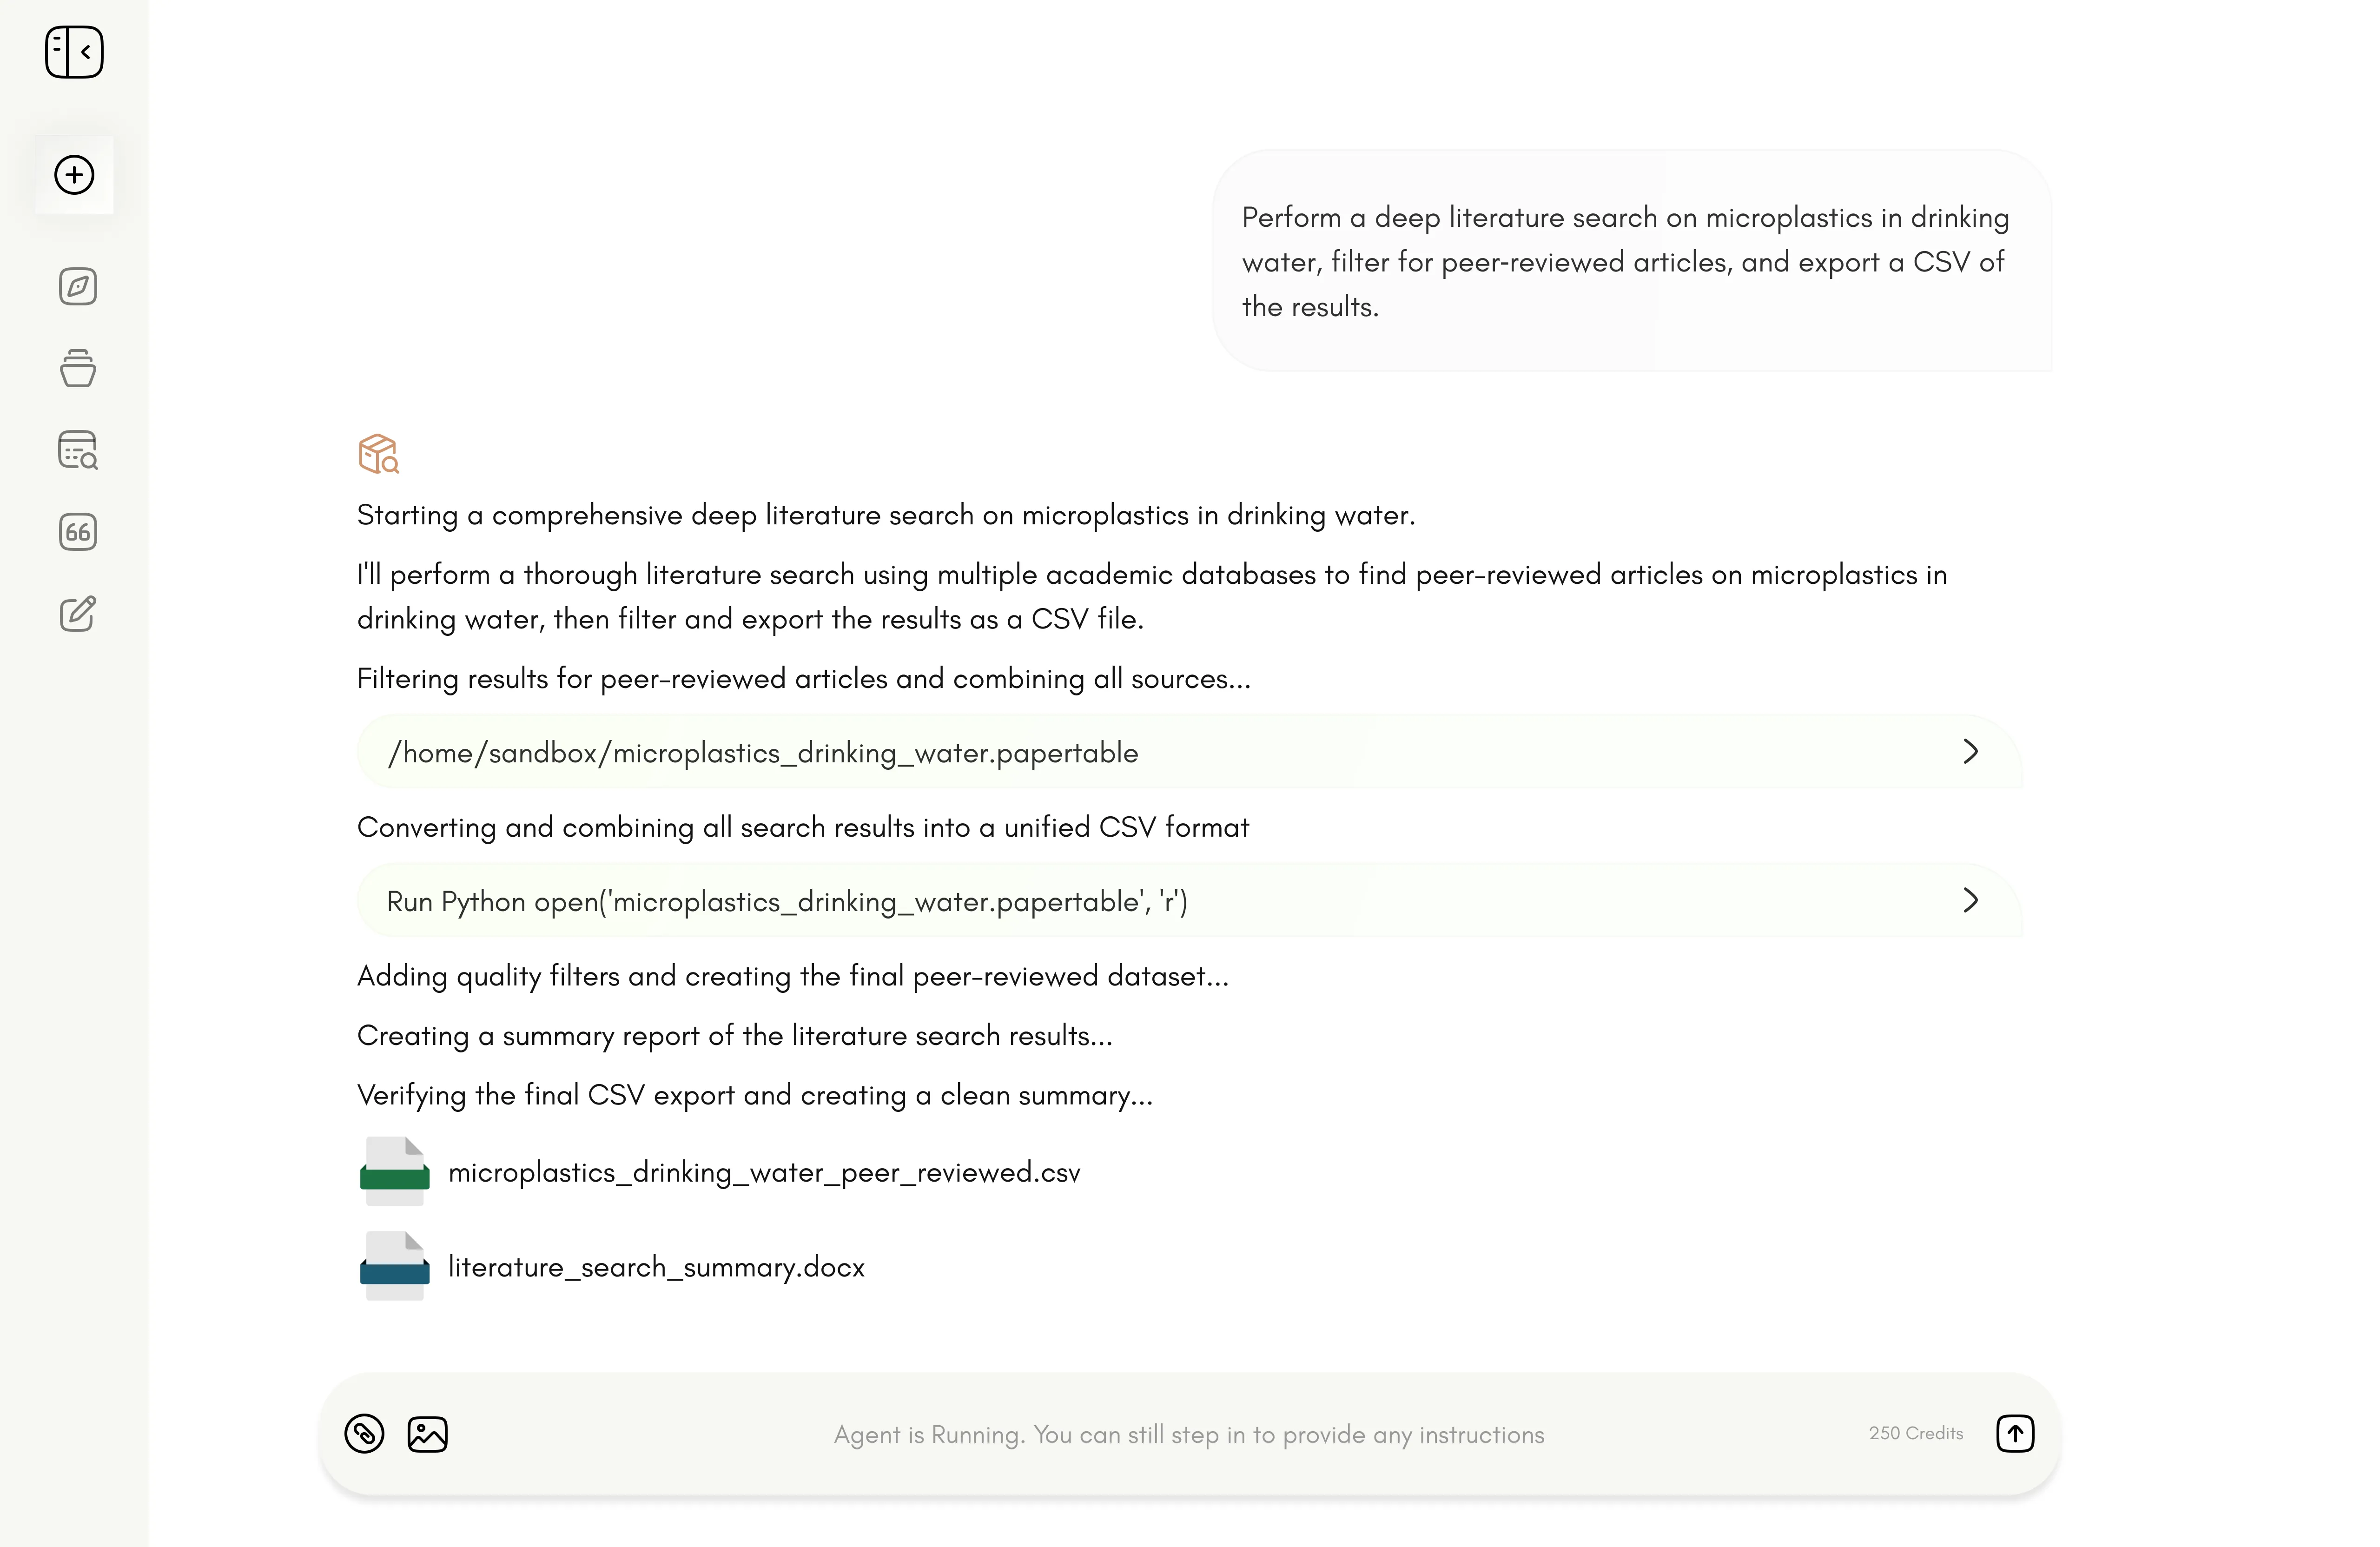 Perform a deep literature search on microplastics in drinking
water, filter for peer-reviewed articles, and export a CSV of
the results.
Starting a comprehensive deep literature search on microplastics in drinking water.
I'll perform a thorough literature search using multiple academic databases to find peer-reviewed articles on microplastics in
drinking water, then filter and export the results as a CSV file.
Filtering results for peer-reviewed articles and combining all sources...
/home/sandbox/microplastics_drinking_water.papertable
Converting and combining all search results into a unified CSV format
Run Python open('microplastics_drinking_water.papertable', 'r')
Adding quality filters and creating the final peer-reviewed dataset...
Creating a summary report of the literature search results...
Verifying the final CSV export and creating a clean summary...
microplastics_drinking_water_peer_reviewed.csv
literature_search_summary.docx
Agent is Running. You can still step in to provide any instructions
250 Credits